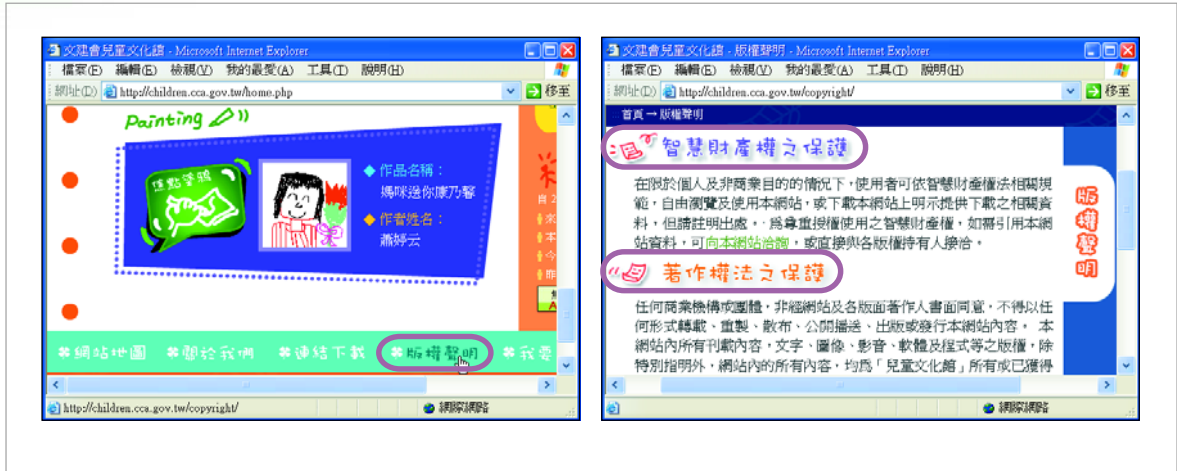 文建會兒童文化館 - Microsoft Internet Explorer
檔案(F) 編輯(E) 檢視(V) 我的最愛(A) 工具(T) 說明(H)
網址(D) http://children.cca.gov.tw/home.php 移至
Painting
焦點筆鴉
作品名稱：
媽咪送你康乃馨
作者姓名：
蕭婷云
網站地圖 關於我們 連結下載 版權聲明 我要
http://children.cca.gov.tw/copyright/ 網際網路
文建會兒童文化館 - 版權聲明 - Microsoft Internet Explorer
檔案(F) 編輯(E) 檢視(V) 我的最愛(A) 工具(T) 說明(H)
網址(D) http://children.cca.gov.tw/copyright/ 移至
首頁 → 版權聲明
智慧財產權之保護
在限於個人及非商業目的的情況下，使用者可依智慧財產權法相關規
範，自由瀏覽及使用本網站，或下載本網站上明示提供下載之相關資
料，但請註明出處。為尊重授權使用之智慧財產權，如需引用本網
站資料，可向本網站洽詢，或直接與各版權持有人接洽。
著作權法之保護
任何商業機構或團體，非經網站及各版面著作人書面同意，不得以任
何形式轉載、重製、散布、公開播送、出版或發行本網站內容。 本
網站內所有刊載內容，文字、圖像、影音、軟體及程式等之版權，除
特別指明外，網站內的所有內容，均為「兒童文化館」所有或已獲得
版權聲明
網際網路